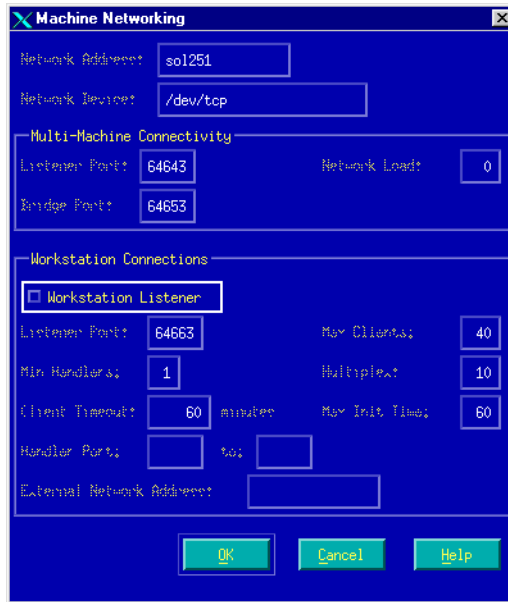 Machine Networking
Network Address: sol251
Network Device: /dev/tcp
Multi-Machine Connectivity
Listener Port: 64643 Network Load: 0
Bridge Port: 64653
Workstation Connections
Workstation Listener
Listener Port: 64663 Max Clients: 40
Min Handlers: 1 Multiplex: 10
Client Timeout: 60 minutes Max Init Time: 60
Handler Port: to:
External Network Address:
OK Cancel Help